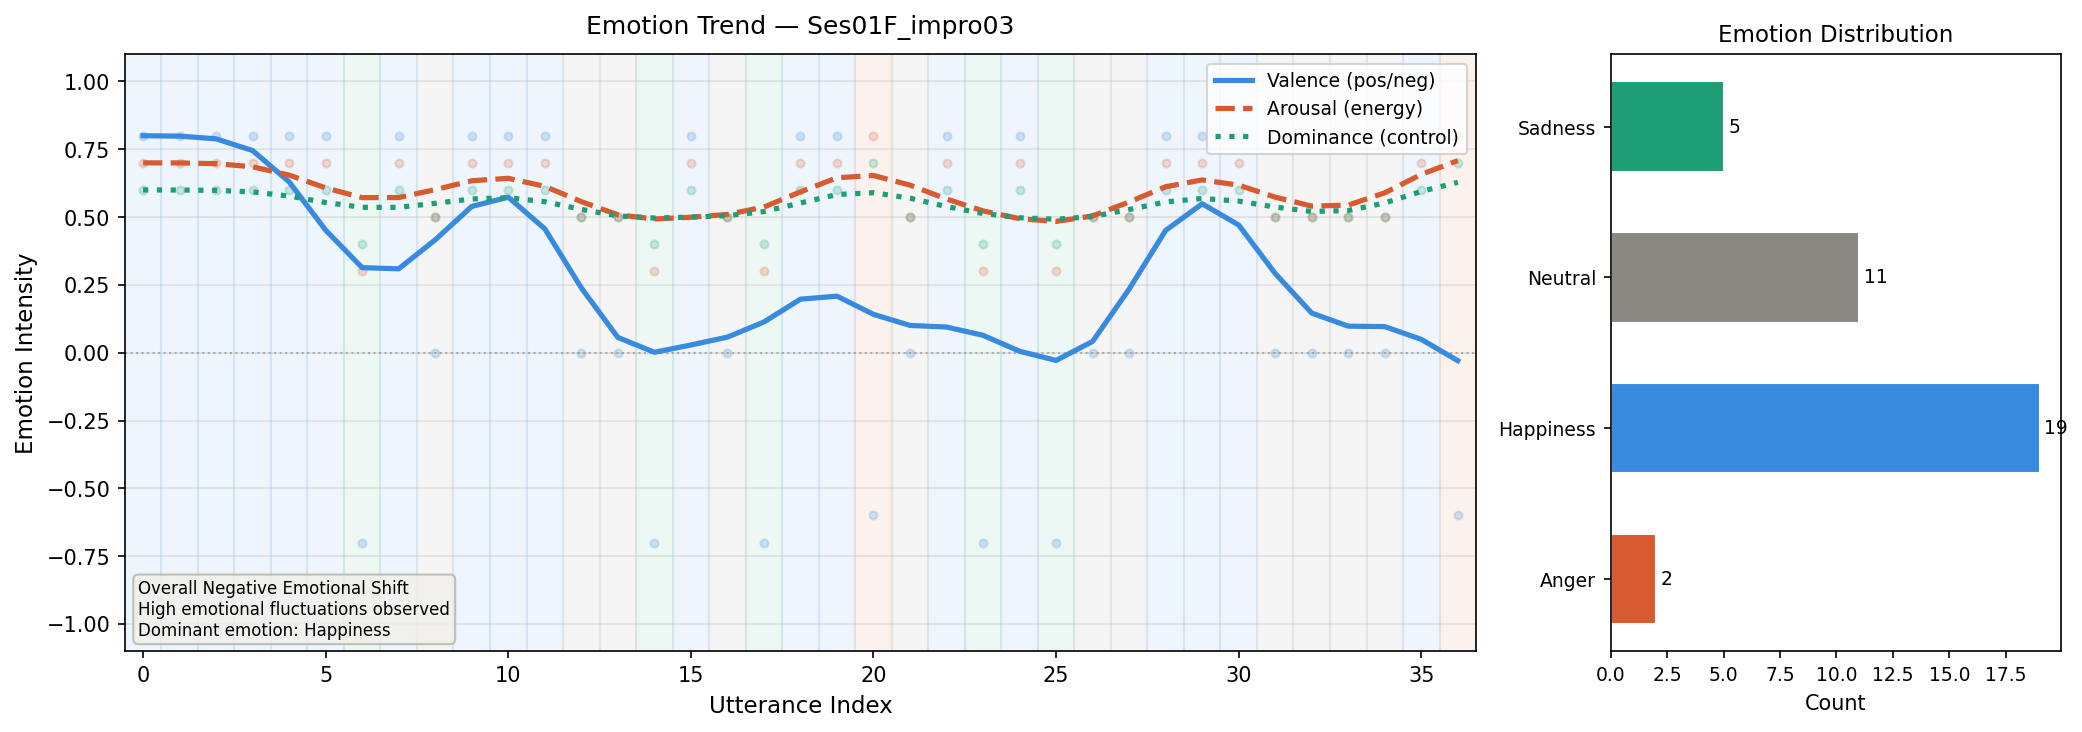 Emotion Trend — Ses01F_impro03
Emotion Intensity
1.00
0.75
0.50
0.25
0.00
−0.25
−0.50
−0.75
−1.00
Valence (pos/neg)
Arousal (energy)
Dominance (control)
Overall Negative Emotional Shift
High emotional fluctuations observed
Dominant emotion: Happiness
0 5 10 15 20 25 30 35
Utterance Index
Emotion Distribution
Sadness 5
Neutral 11
Happiness 19
Anger 2
0.0 2.5 5.0 7.5 10.0 12.5 15.0 17.5
Count